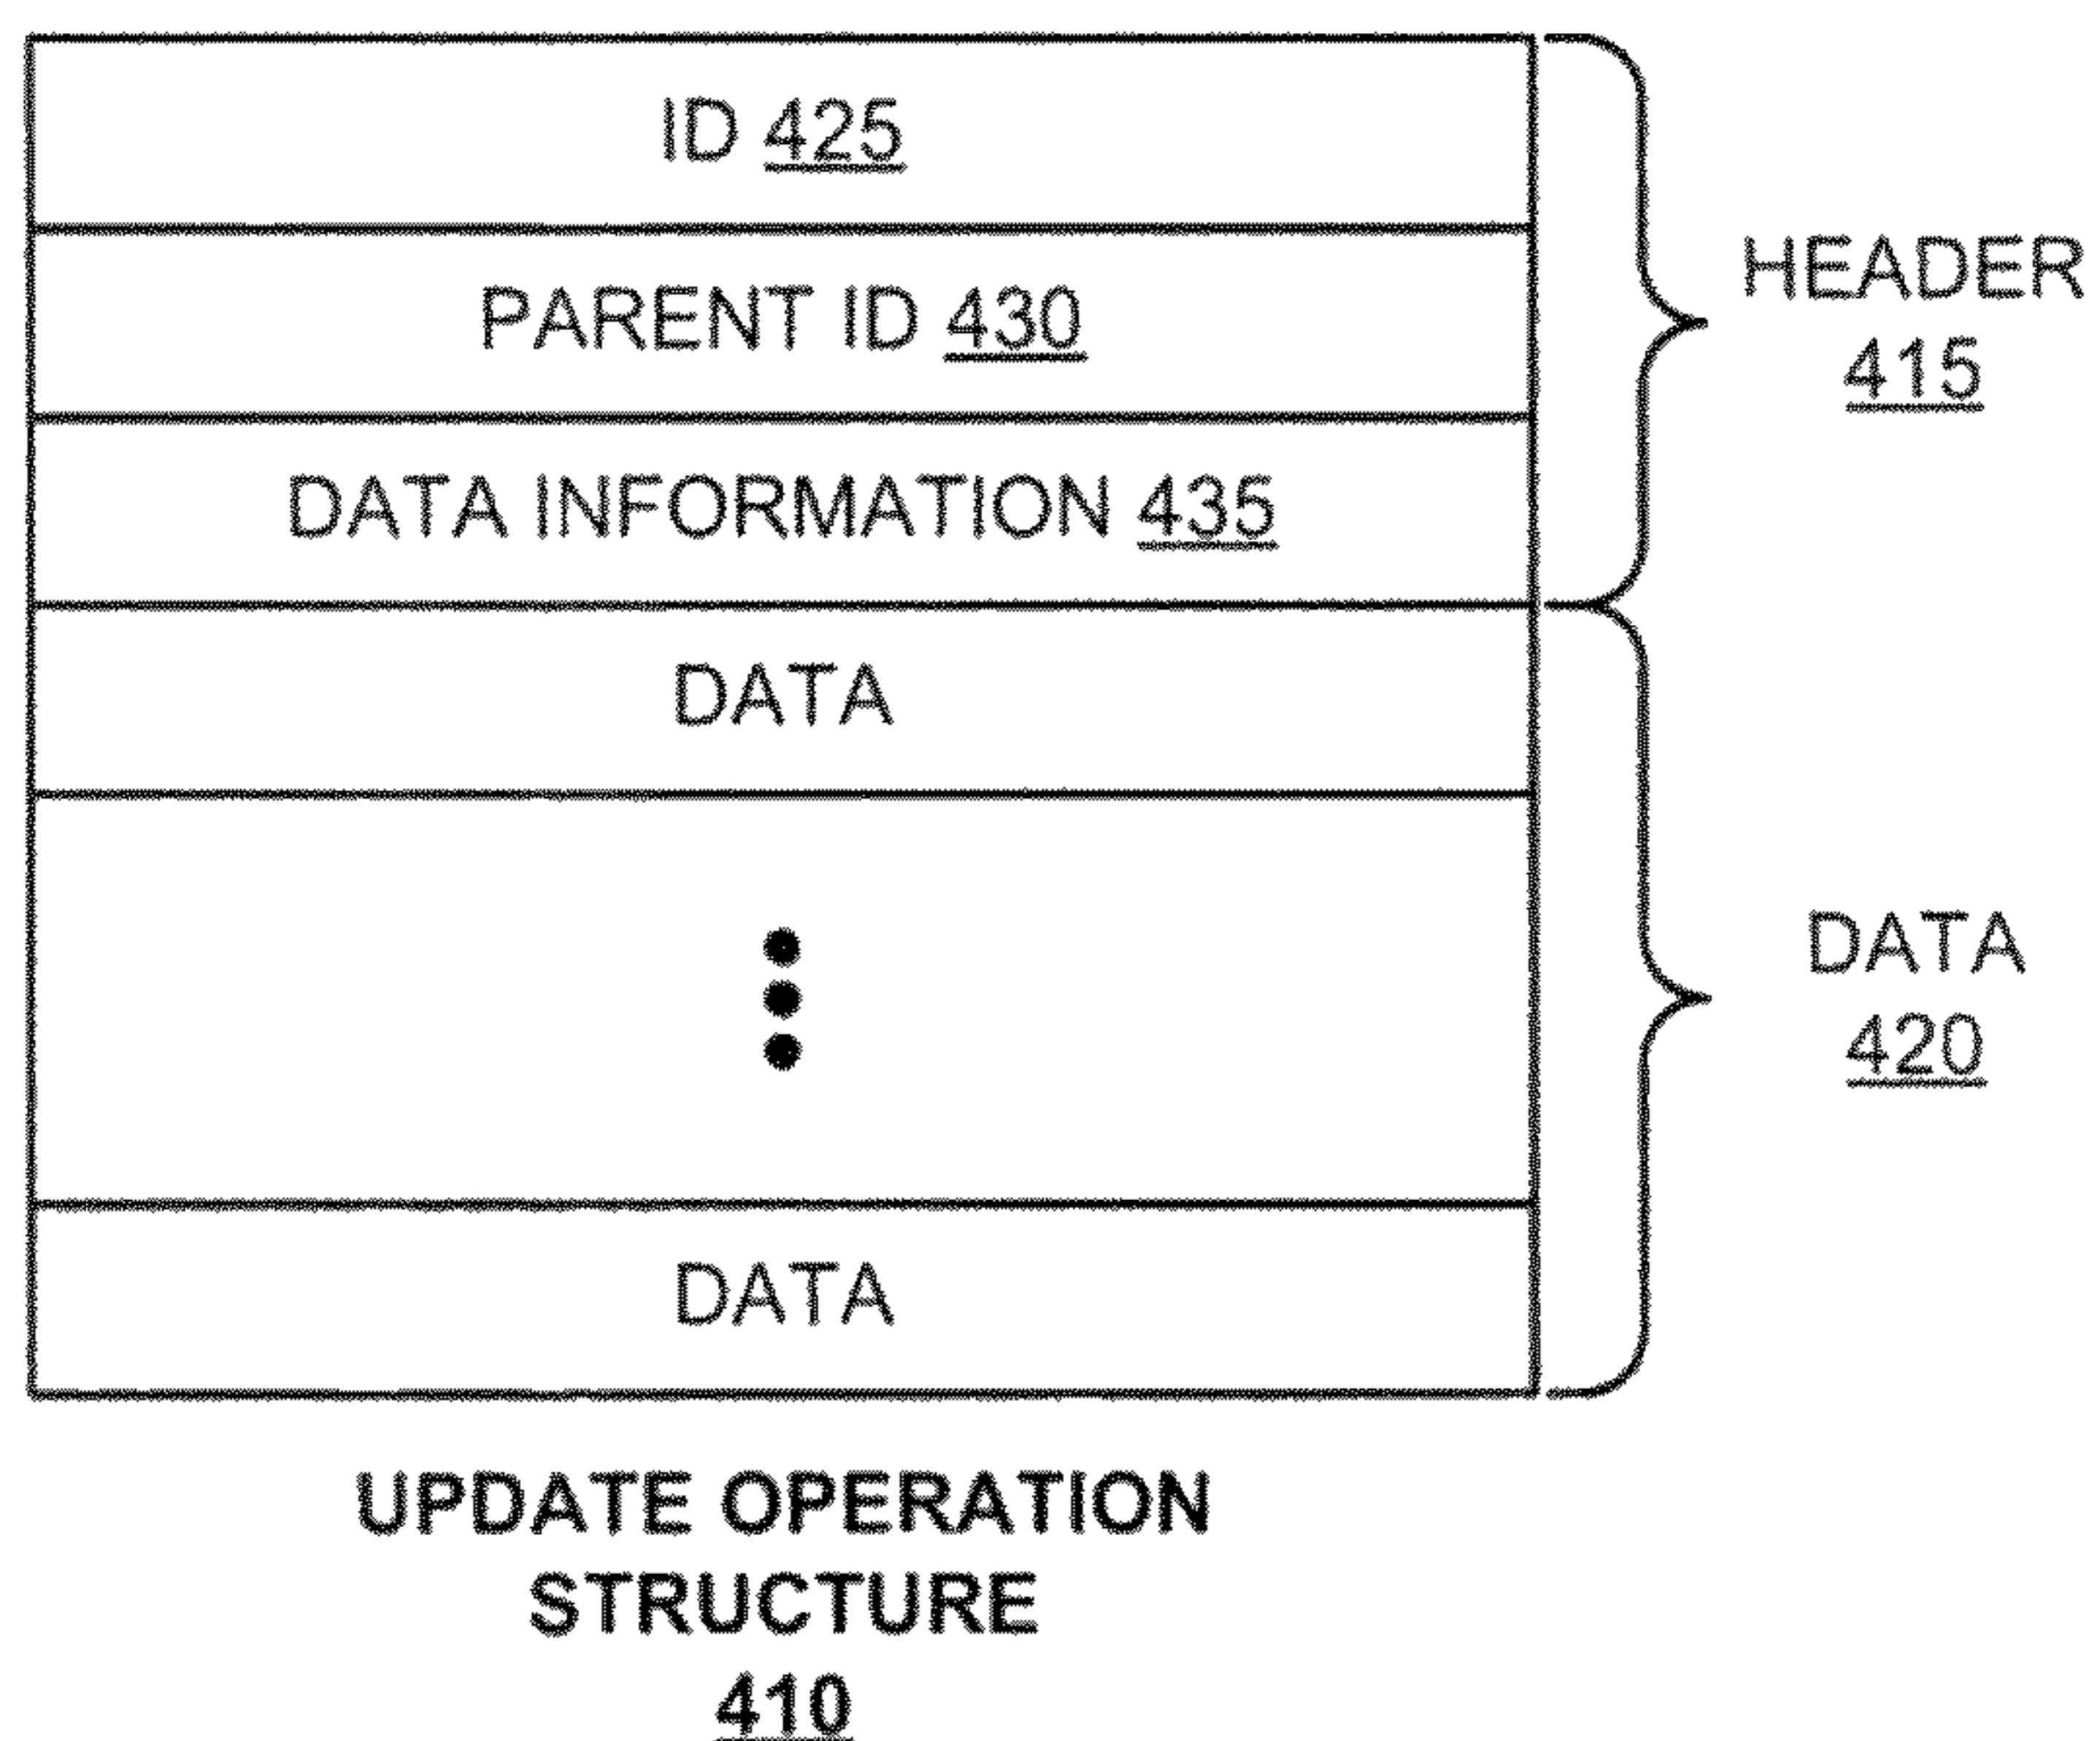 ID 425
PARENT ID 430
DATA INFORMATION 435
HEADER
415
DATA
DATA
DATA
420
UPDATE OPERATION
STRUCTURE
410